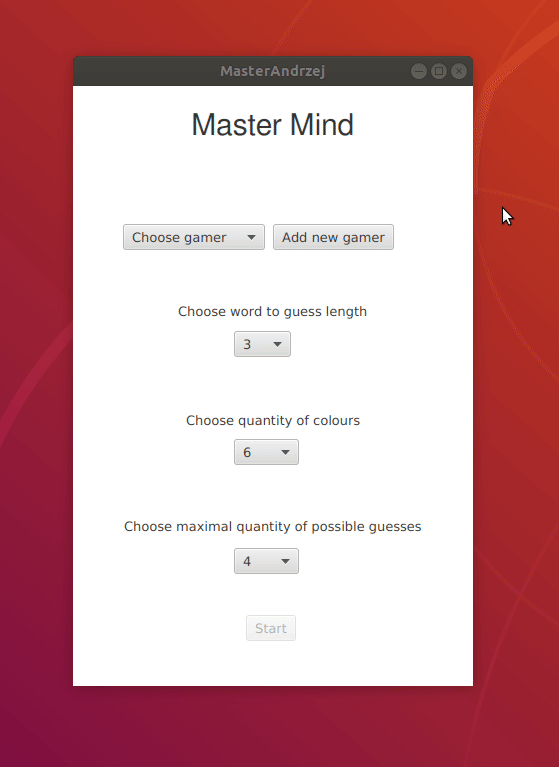 MasterAndrzej
Master Mind
Choose gamer Add new gamer
Choose word to guess length
3
Choose quantity of colours
6
Choose maximal quantity of possible guesses
4
Start